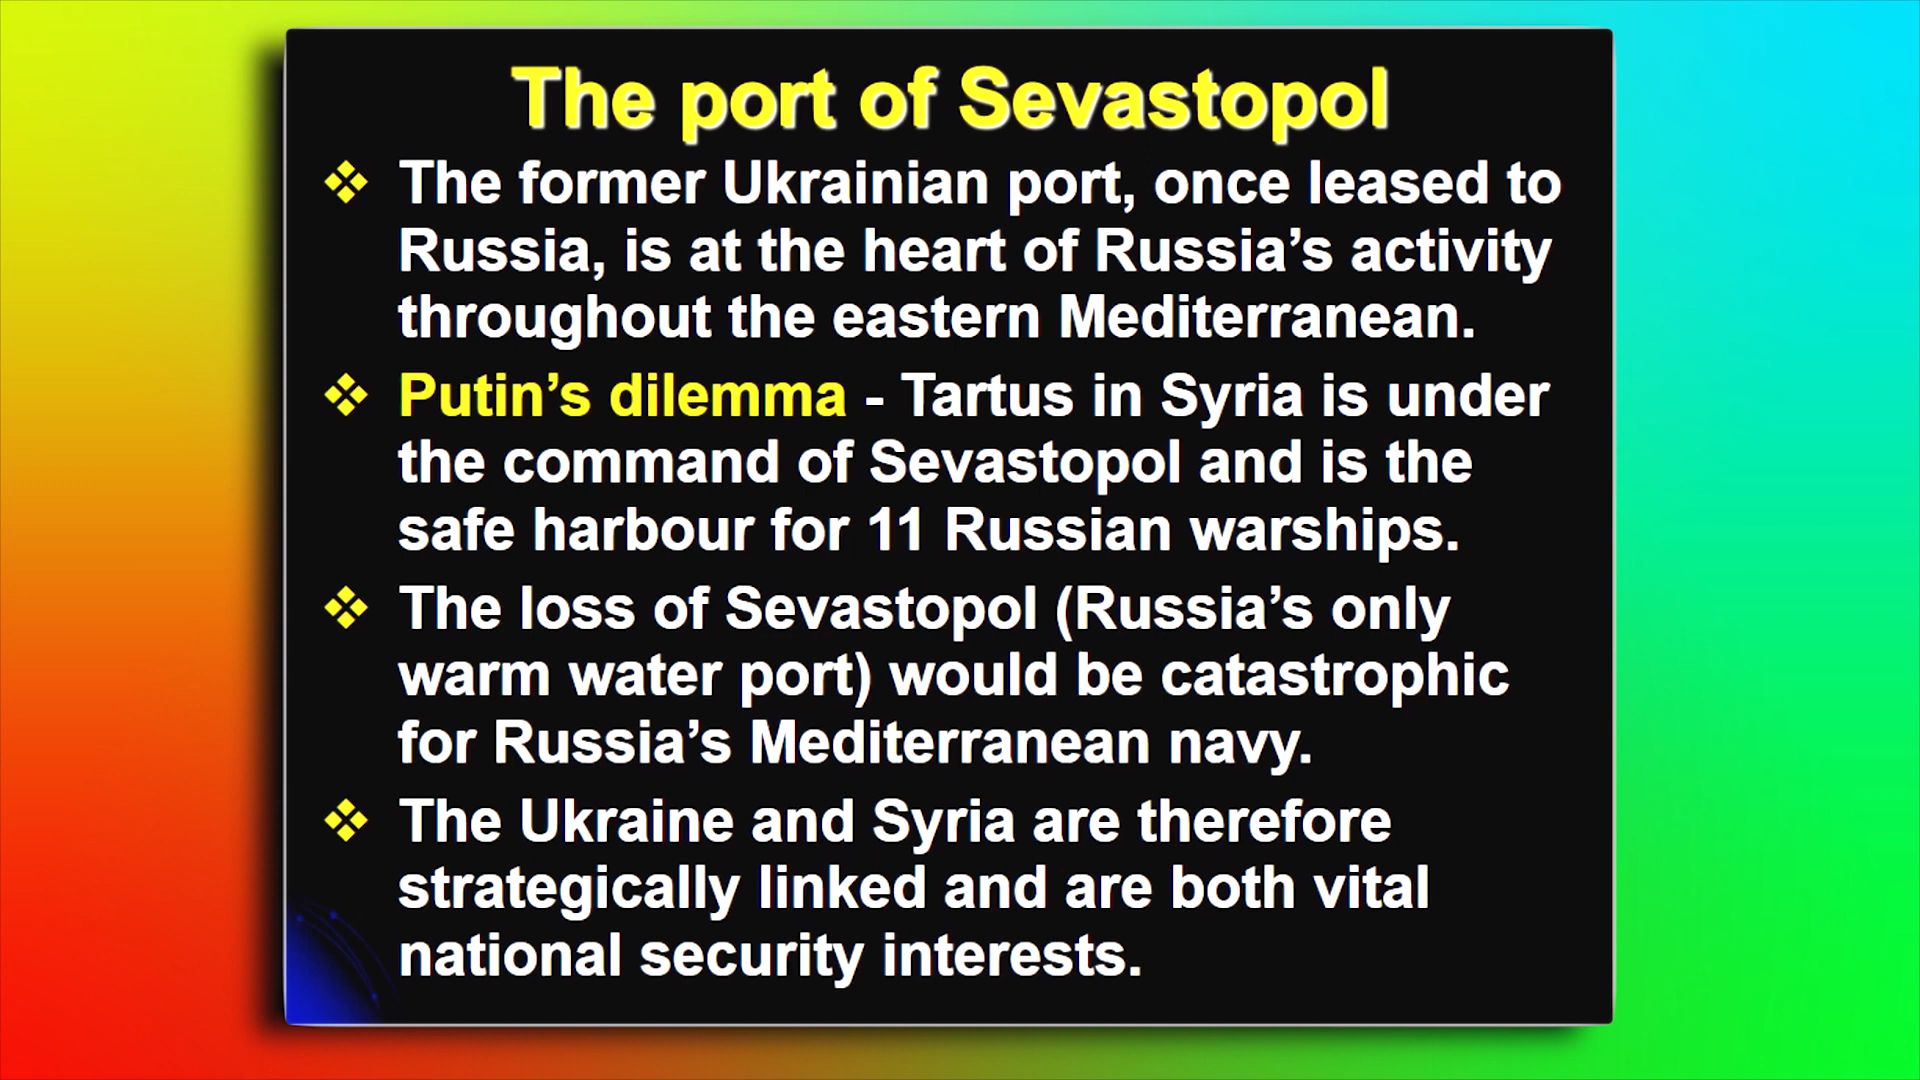 The port of Sevastopol
❖ The former Ukrainian port, once leased to
Russia, is at the heart of Russia’s activity
throughout the eastern Mediterranean.
❖ Putin’s dilemma - Tartus in Syria is under
the command of Sevastopol and is the
safe harbour for 11 Russian warships.
❖ The loss of Sevastopol (Russia’s only
warm water port) would be catastrophic
for Russia’s Mediterranean navy.
❖ The Ukraine and Syria are therefore
strategically linked and are both vital
national security interests.